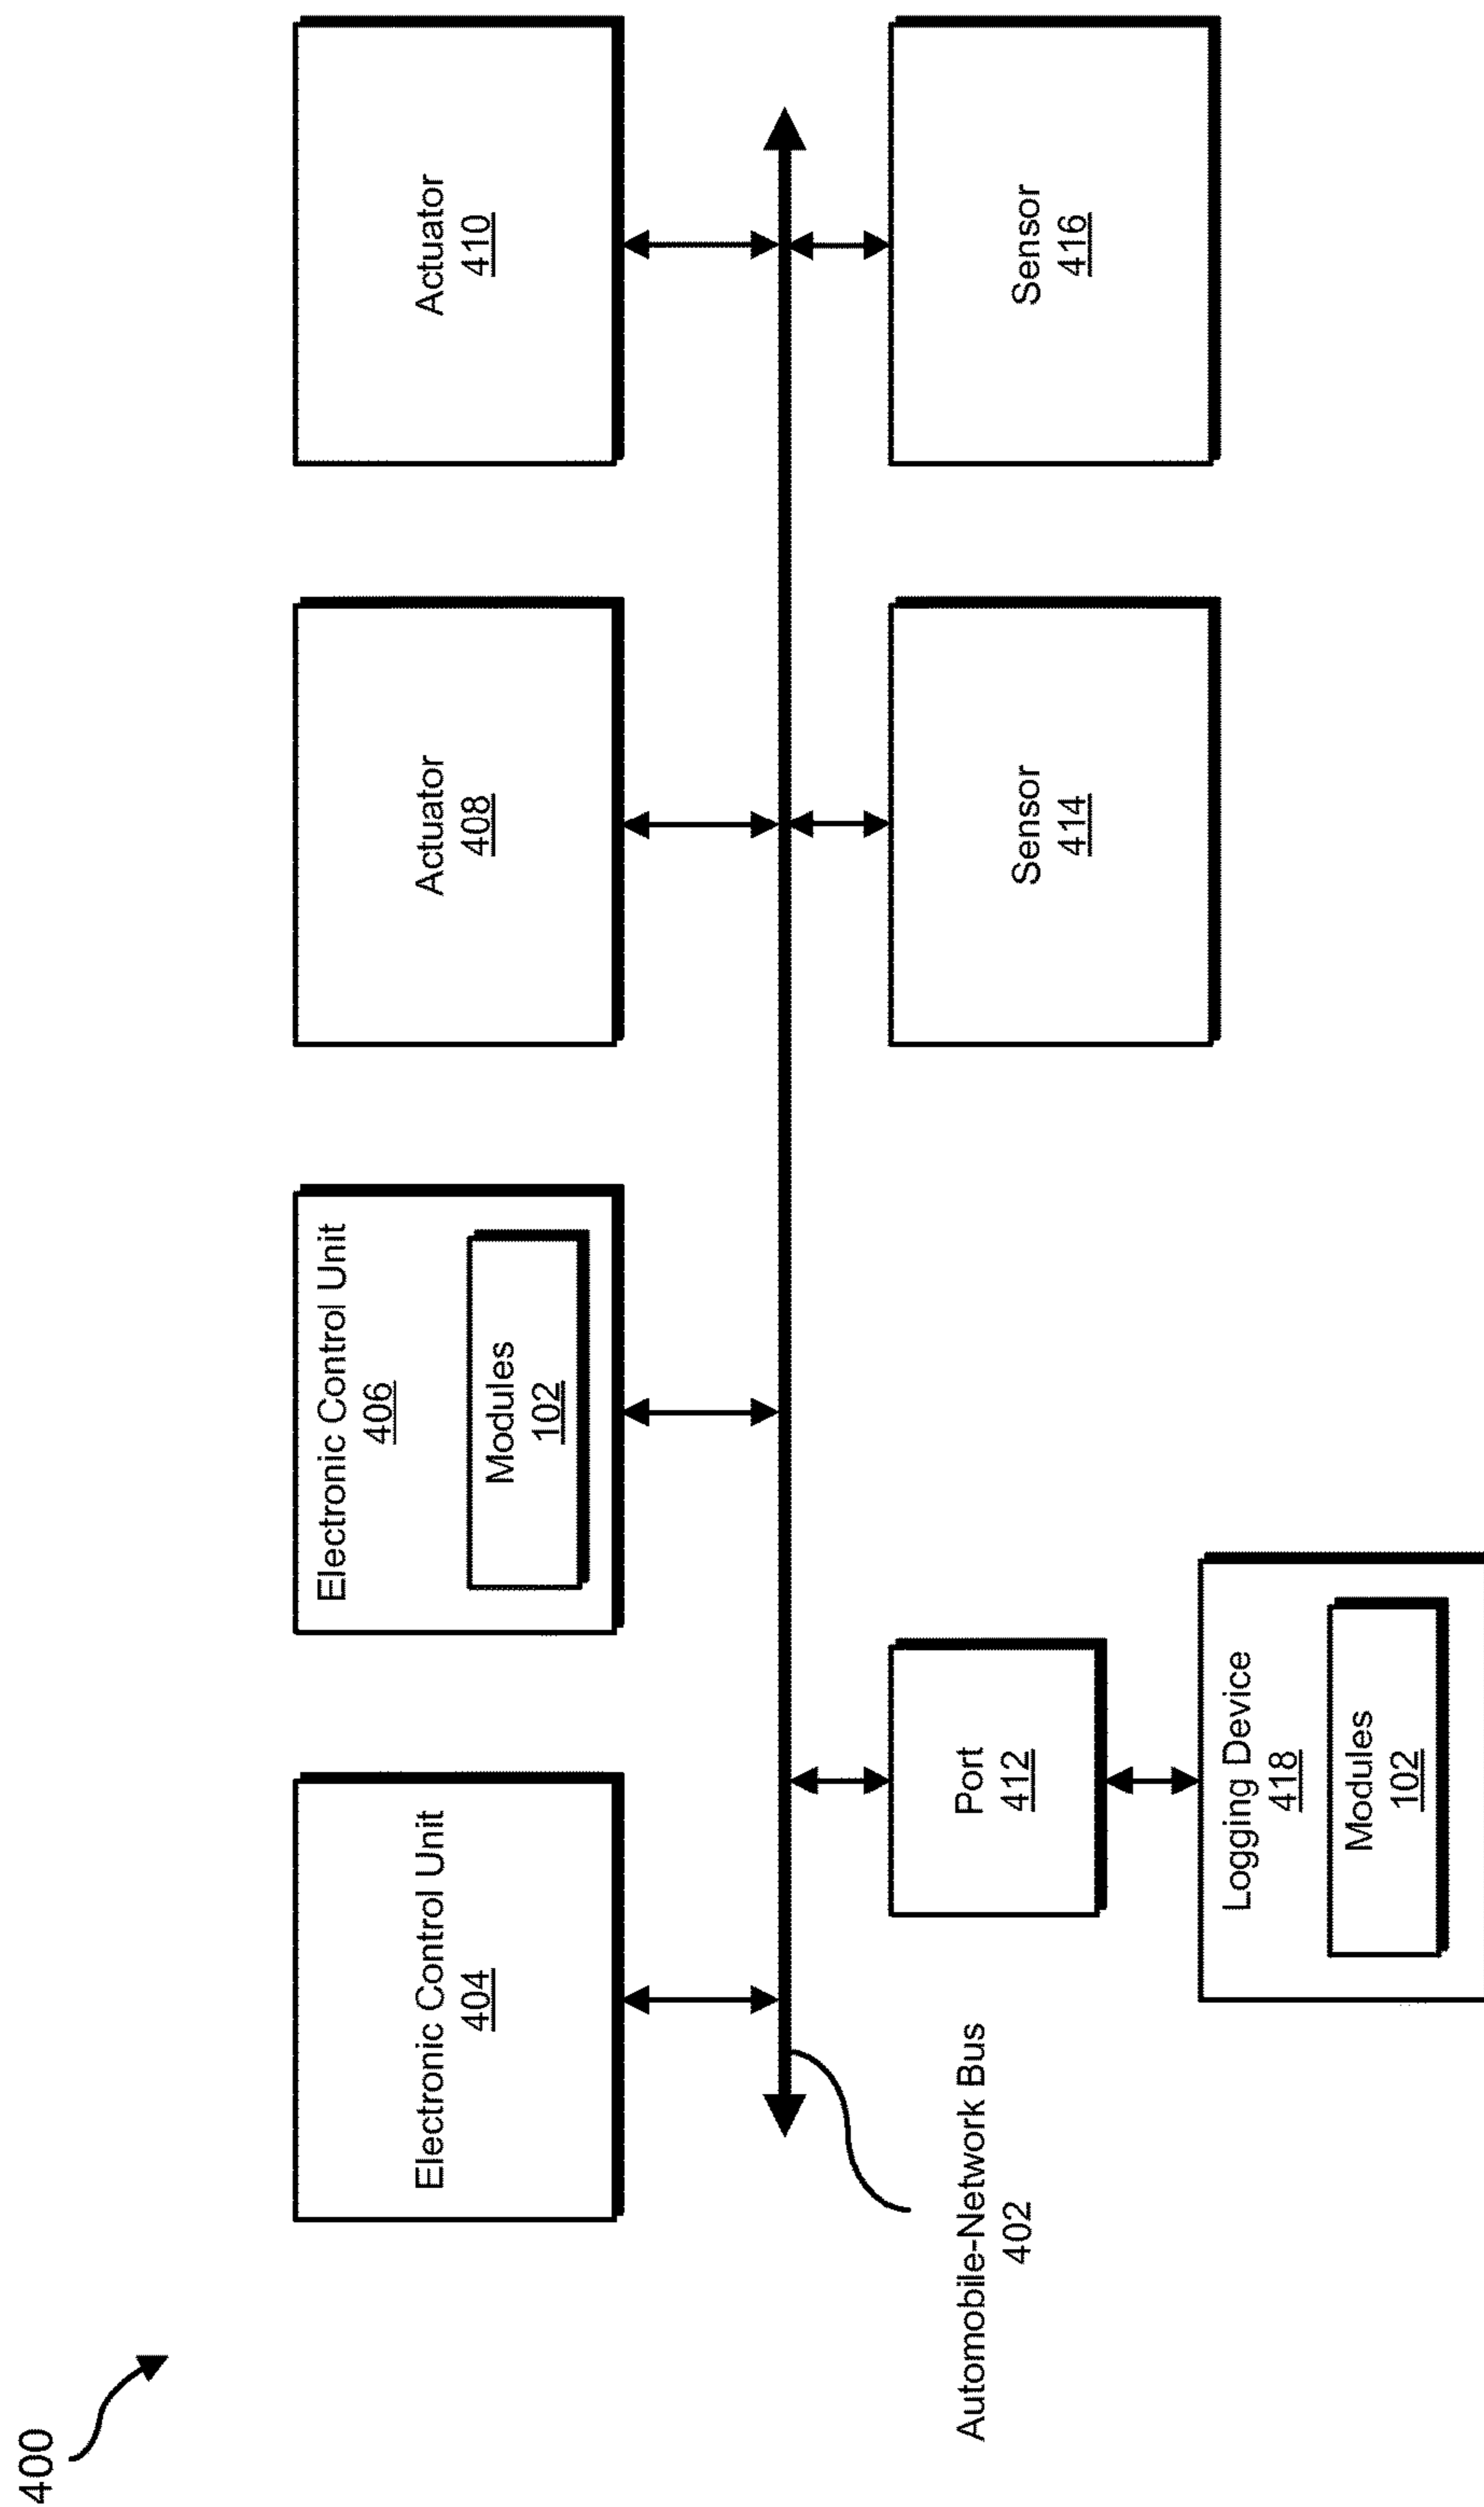 400
Electronic Control Unit
404
Electronic Control Unit
406
Modules
102
Actuator
408
Actuator
410
Automobile-Network Bus
402
Port
412
Sensor
414
Sensor
416
Logging Device
418
Modules
102